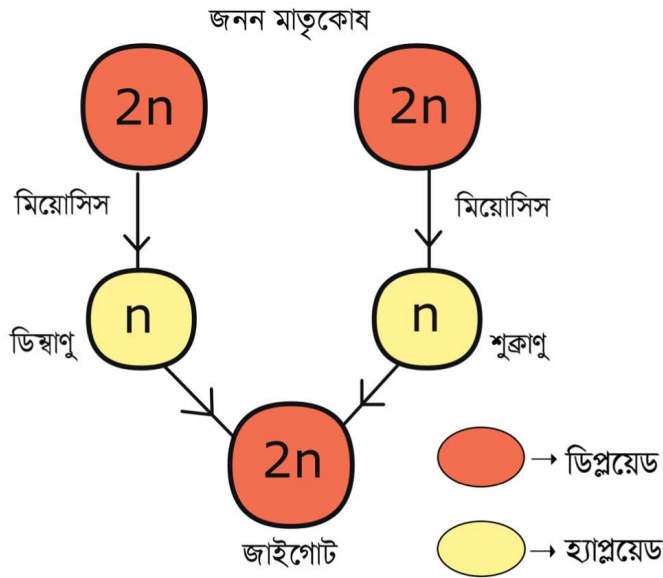 জনন মাতৃকোষ
2n
2n
মিয়োসিস
মিয়োসিস
n
n
ডিম্বাণু
শুক্রাণু
2n
জাইগোট
ডিপ্লয়েড
হ্যাপ্লয়েড